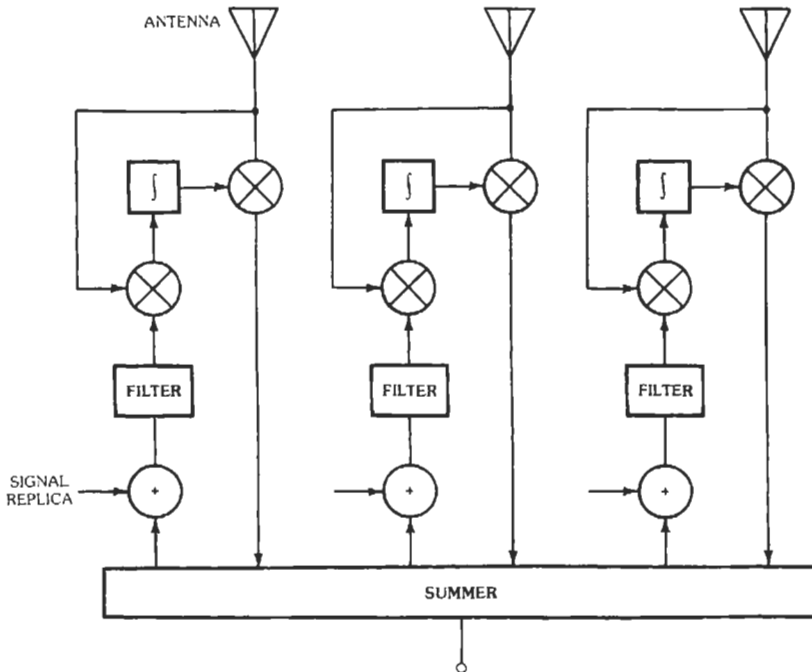 ANTENNA
∫ ∫ ∫
FILTER FILTER FILTER
SIGNAL
REPLICA
+ + +
SUMMER